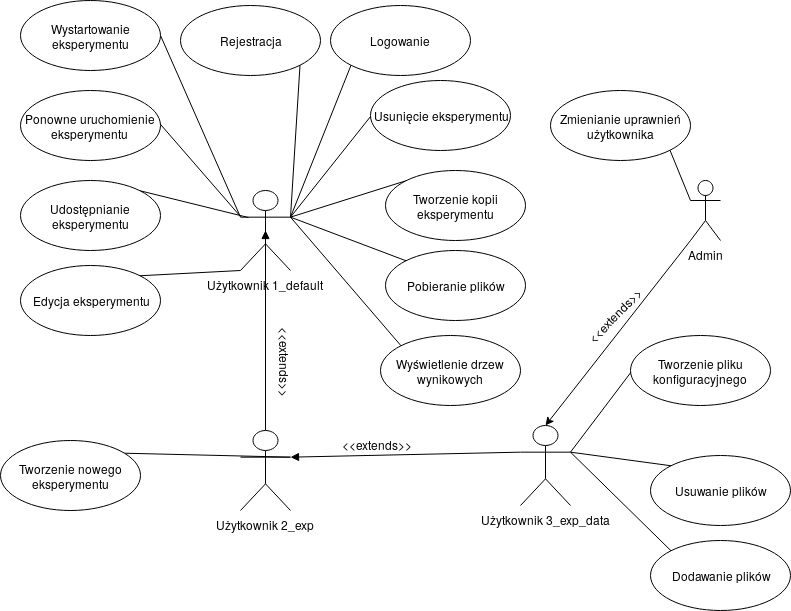 Wystartowanie
eksperymentu
Rejestracja
Logowanie
Ponowne uruchomienie
eksperymentu
Usunięcie eksperymentu
Zmienianie uprawnień
użytkownika
Udostępnianie
eksperymentu
Tworzenie kopii
eksperymentu
Admin
Edycja eksperymentu
Użytkownik 1_default
Pobieranie plików
<<extends>>
<<extends>>
Wyświetlenie drzew
wynikowych
Tworzenie pliku
konfiguracyjnego
<<extends>>
Tworzenie nowego
eksperymentu
Użytkownik 2_exp
Użytkownik 3_exp_data
Usuwanie plików
Dodawanie plików